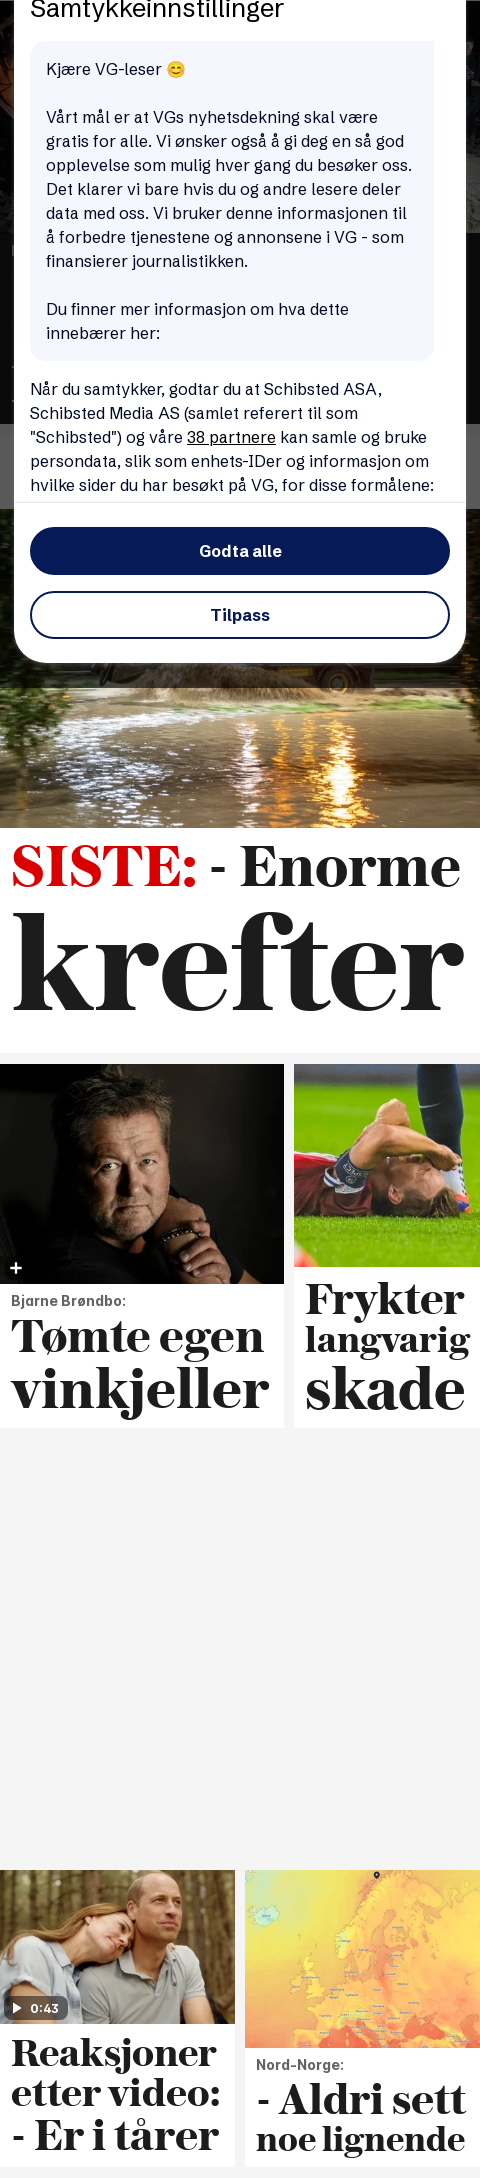 Samtykkeinnstillinger
Kjære VG-leser 😊
Vårt mål er at VGs nyhetsdekning skal være
gratis for alle. Vi ønsker også å gi deg en så god
opplevelse som mulig hver gang du besøker oss.
Det klarer vi bare hvis du og andre lesere deler
data med oss. Vi bruker denne informasjonen til
å forbedre tjenestene og annonsene i VG - som
finansierer journalistikken.
Du finner mer informasjon om hva dette
innebærer her:
Når du samtykker, godtar du at Schibsted ASA,
Schibsted Media AS (samlet referert til som
"Schibsted") og våre 38 partnere kan samle og bruke
persondata, slik som enhets-IDer og informasjon om
hvilke sider du har besøkt på VG, for disse formålene:
Godta alle
Tilpass
SISTE: - Enorme
krefter
Bjarne Brøndbo:
Tømte egen
vinkjeller
Frykter
langvarig
skade
0:43
Reaksjoner
etter video:
- Er i tårer
Nord-Norge:
- Aldri sett
noe lignende